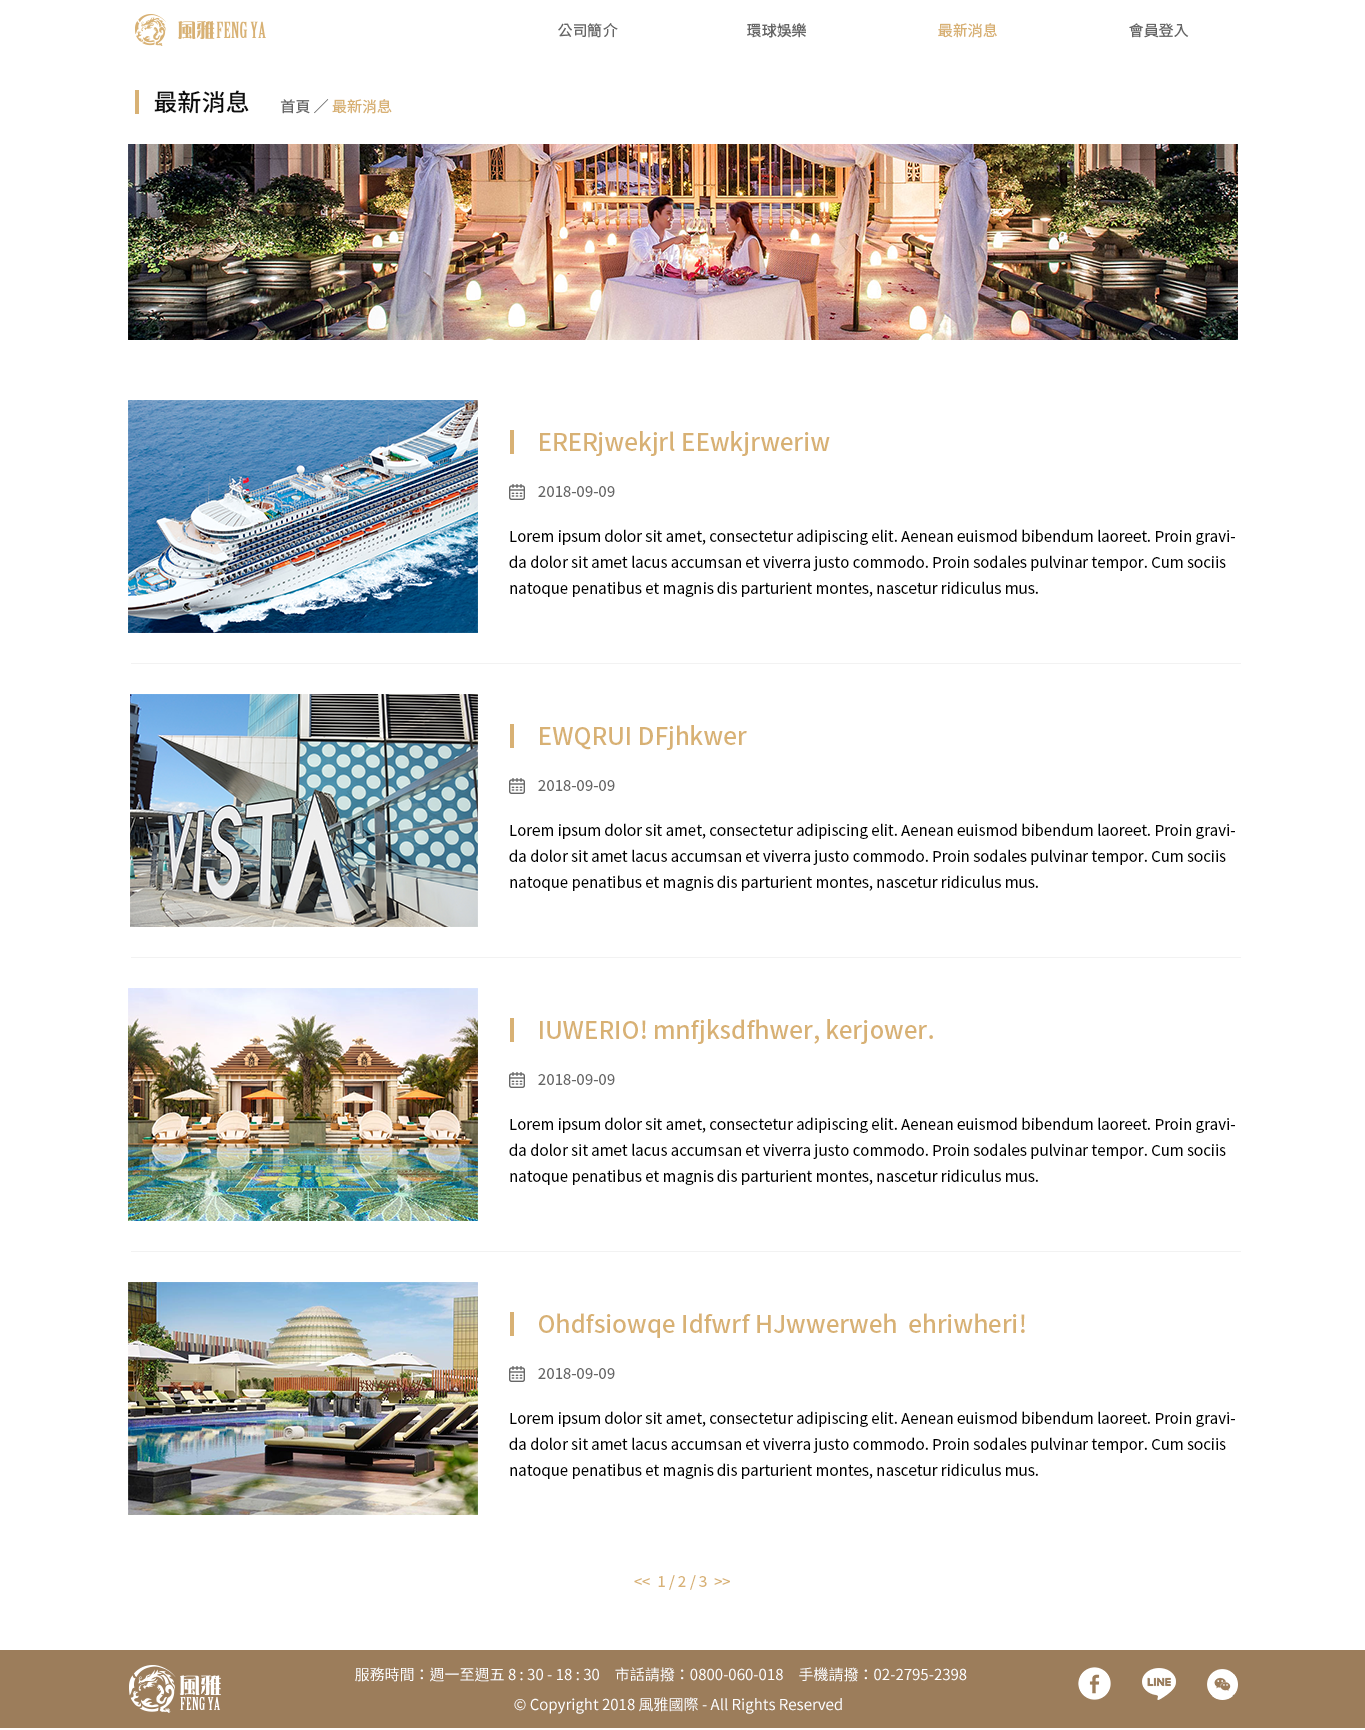 風雅 FENG YA
公司簡介 環球娛樂 最新消息 會員登入
最新消息 首頁 ／ 最新消息
ERERjwekjrl EEwkjrweriw
2018-09-09
Lorem ipsum dolor sit amet, consectetur adipiscing elit. Aenean euismod bibendum laoreet. Proin gravi-
da dolor sit amet lacus accumsan et viverra justo commodo. Proin sodales pulvinar tempor. Cum sociis
natoque penatibus et magnis dis parturient montes, nascetur ridiculus mus.
VISTA
EWQRUI DFjhkwer
2018-09-09
Lorem ipsum dolor sit amet, consectetur adipiscing elit. Aenean euismod bibendum laoreet. Proin gravi-
da dolor sit amet lacus accumsan et viverra justo commodo. Proin sodales pulvinar tempor. Cum sociis
natoque penatibus et magnis dis parturient montes, nascetur ridiculus mus.
IUWERIO! mnfjksdfhwer, kerjower.
2018-09-09
Lorem ipsum dolor sit amet, consectetur adipiscing elit. Aenean euismod bibendum laoreet. Proin gravi-
da dolor sit amet lacus accumsan et viverra justo commodo. Proin sodales pulvinar tempor. Cum sociis
natoque penatibus et magnis dis parturient montes, nascetur ridiculus mus.
Ohdfsiowqe Idfwrf HJwwerweh ehriwheri!
2018-09-09
Lorem ipsum dolor sit amet, consectetur adipiscing elit. Aenean euismod bibendum laoreet. Proin gravi-
da dolor sit amet lacus accumsan et viverra justo commodo. Proin sodales pulvinar tempor. Cum sociis
natoque penatibus et magnis dis parturient montes, nascetur ridiculus mus.
<< 1 / 2 / 3 >>
風雅
FENG YA
服務時間：週一至週五 8 : 30 - 18 : 30 市話請撥：0800-060-018 手機請撥：02-2795-2398
© Copyright 2018 風雅國際 - All Rights Reserved
LINE